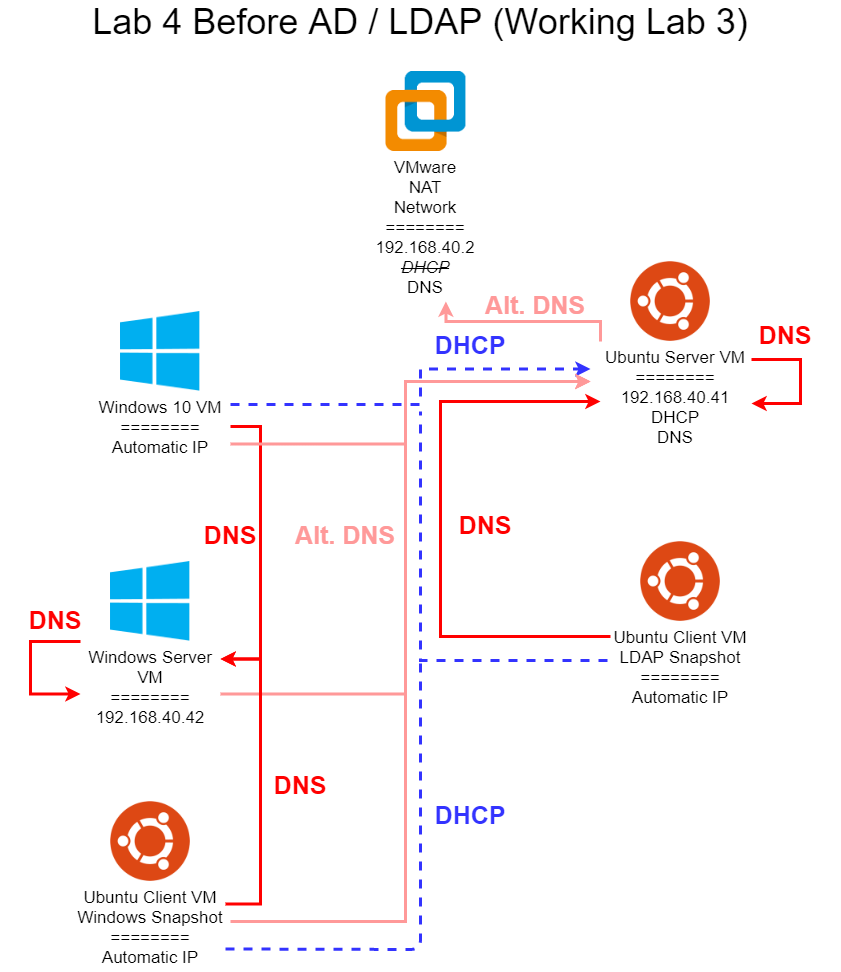 Lab 4 Before AD / LDAP (Working Lab 3)
VMware
NAT
Network
========
192.168.40.2
DHCP
DNS
Alt. DNS
DHCP
Ubuntu Server VM
========
192.168.40.41
DHCP
DNS
DNS
Windows 10 VM
========
Automatic IP
DNS
Alt. DNS
DNS
DNS
Windows Server
VM
========
192.168.40.42
Ubuntu Client VM
LDAP Snapshot
========
Automatic IP
DNS
DHCP
Ubuntu Client VM
Windows Snapshot
========
Automatic IP